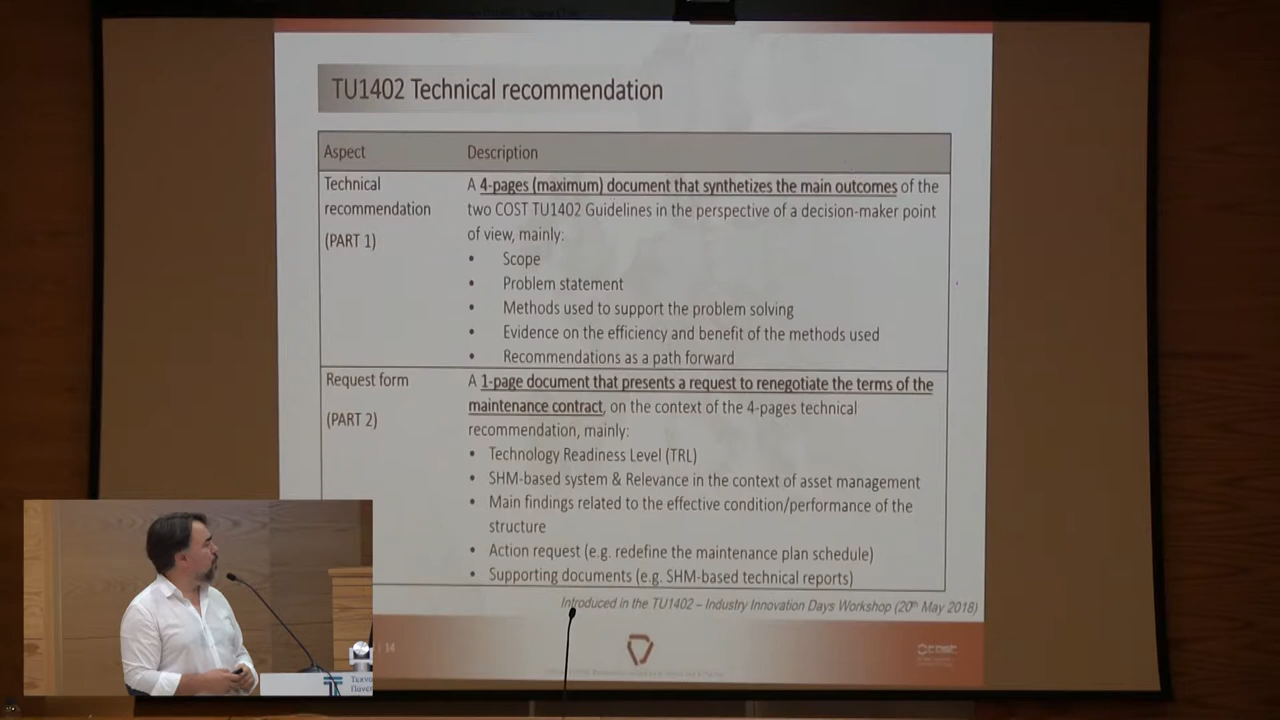 TU1402 Technical recommendation
Aspect Description
Technical
recommendation
(PART 1)
A 4-pages (maximum) document that synthetizes the main outcomes of the
two COST TU1402 Guidelines in the perspective of a decision-maker point
of view, mainly:
• Scope
• Problem statement
• Methods used to support the problem solving
• Evidence on the efficiency and benefit of the methods used
• Recommendations as a path forward
Request form
(PART 2)
A 1-page document that presents a request to renegotiate the terms of the
maintenance contract, on the context of the 4-pages technical
recommendation, mainly:
• Technology Readiness Level (TRL)
• SHM-based system & Relevance in the context of asset management
• Main findings related to the effective condition/performance of the
structure
• Action request (e.g. redefine the maintenance plan schedule)
• Supporting documents (e.g. SHM-based technical reports)
Introduced in the TU1402 – Industry Innovation Days Workshop (20th May 2018)
| 14
cost